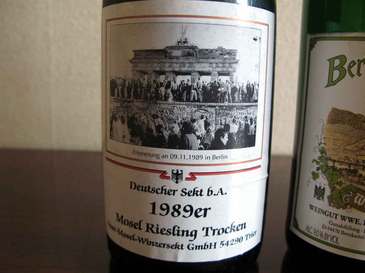 Erinnerung an 09.11.1989 in Berlin
Deutscher Sekt b.A.
1989er
Mosel Riesling Trocken
Mosel-Winzersekt GmbH 54290 Trier
Ber
WEINGUT WWE.